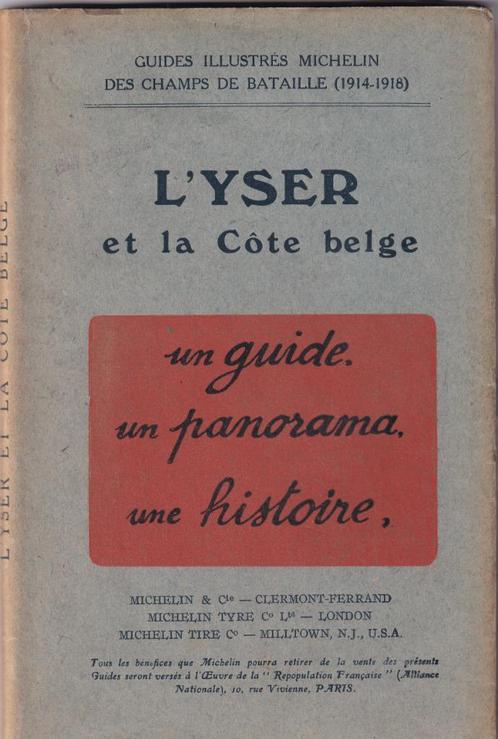 GUIDES ILLUSTRÉS MICHELIN
DES CHAMPS DE BATAILLE (1914-1918)
L'YSER
et la Côte belge
un guide.
un panorama.
une histoire,
MICHELIN & Cie — CLERMONT-FERRAND
MICHELIN TYRE Co Ltd — LONDON
MICHELIN TIRE Co — MILLTOWN, N.J., U.S.A.
Tous les bénéfices que Michelin pourra retirer de la vente des présents
Guides seront versés à l'Œuvre de la "Repopulation Française" (Alliance
Nationale), 10, rue Vivienne, PARIS.
L'YSER ET LA CÔTE BELGE